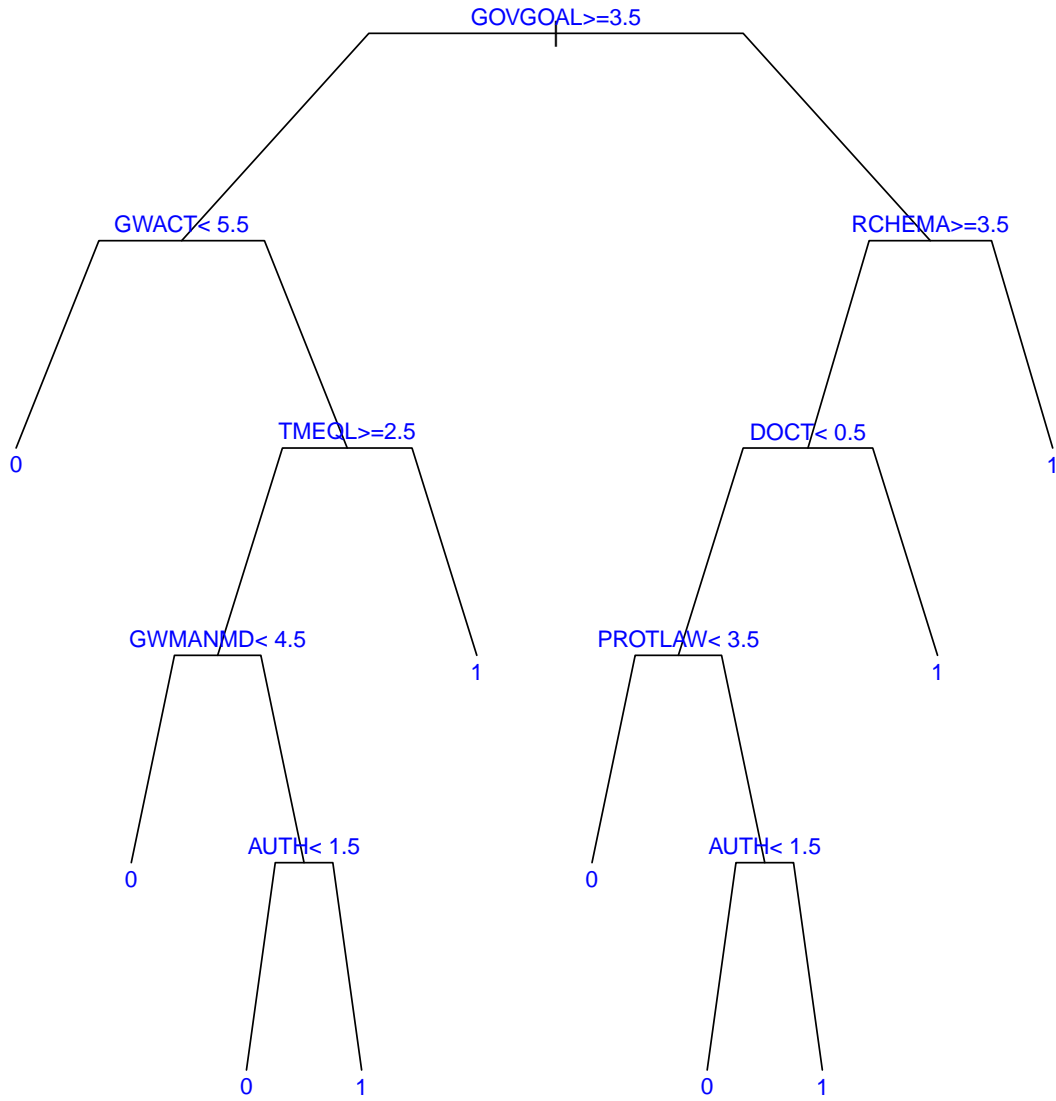 GOVGOAL>=3.5
GWACT< 5.5
RCHEMA>=3.5
TMEQL>=2.5
DOCT< 0.5
0
1
GWMANMD< 4.5
PROTLAW< 3.5
1
1
AUTH< 1.5
AUTH< 1.5
0
0
0
1
0
1